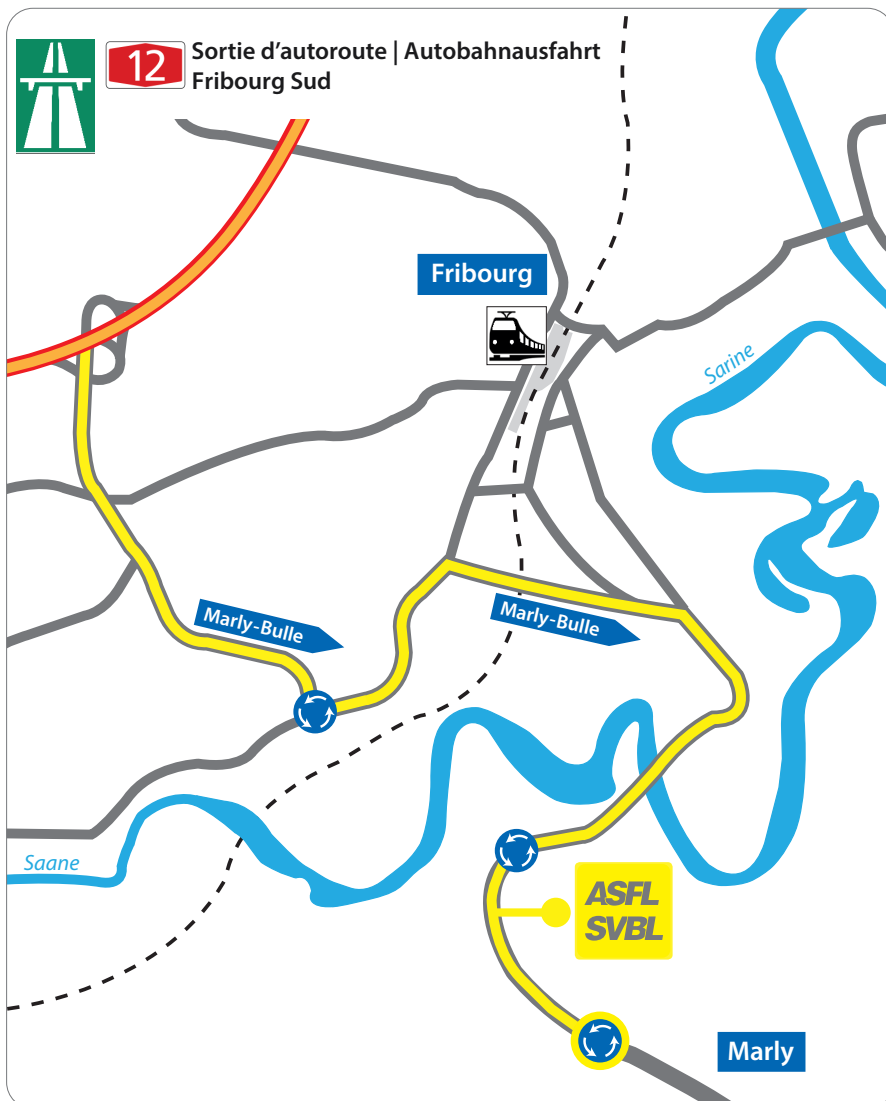 12
Sortie d'autoroute | Autobahnausfahrt
Fribourg Sud
Fribourg
Sarine
Marly-Bulle
Marly-Bulle
Saane
ASFL
SVBL
Marly